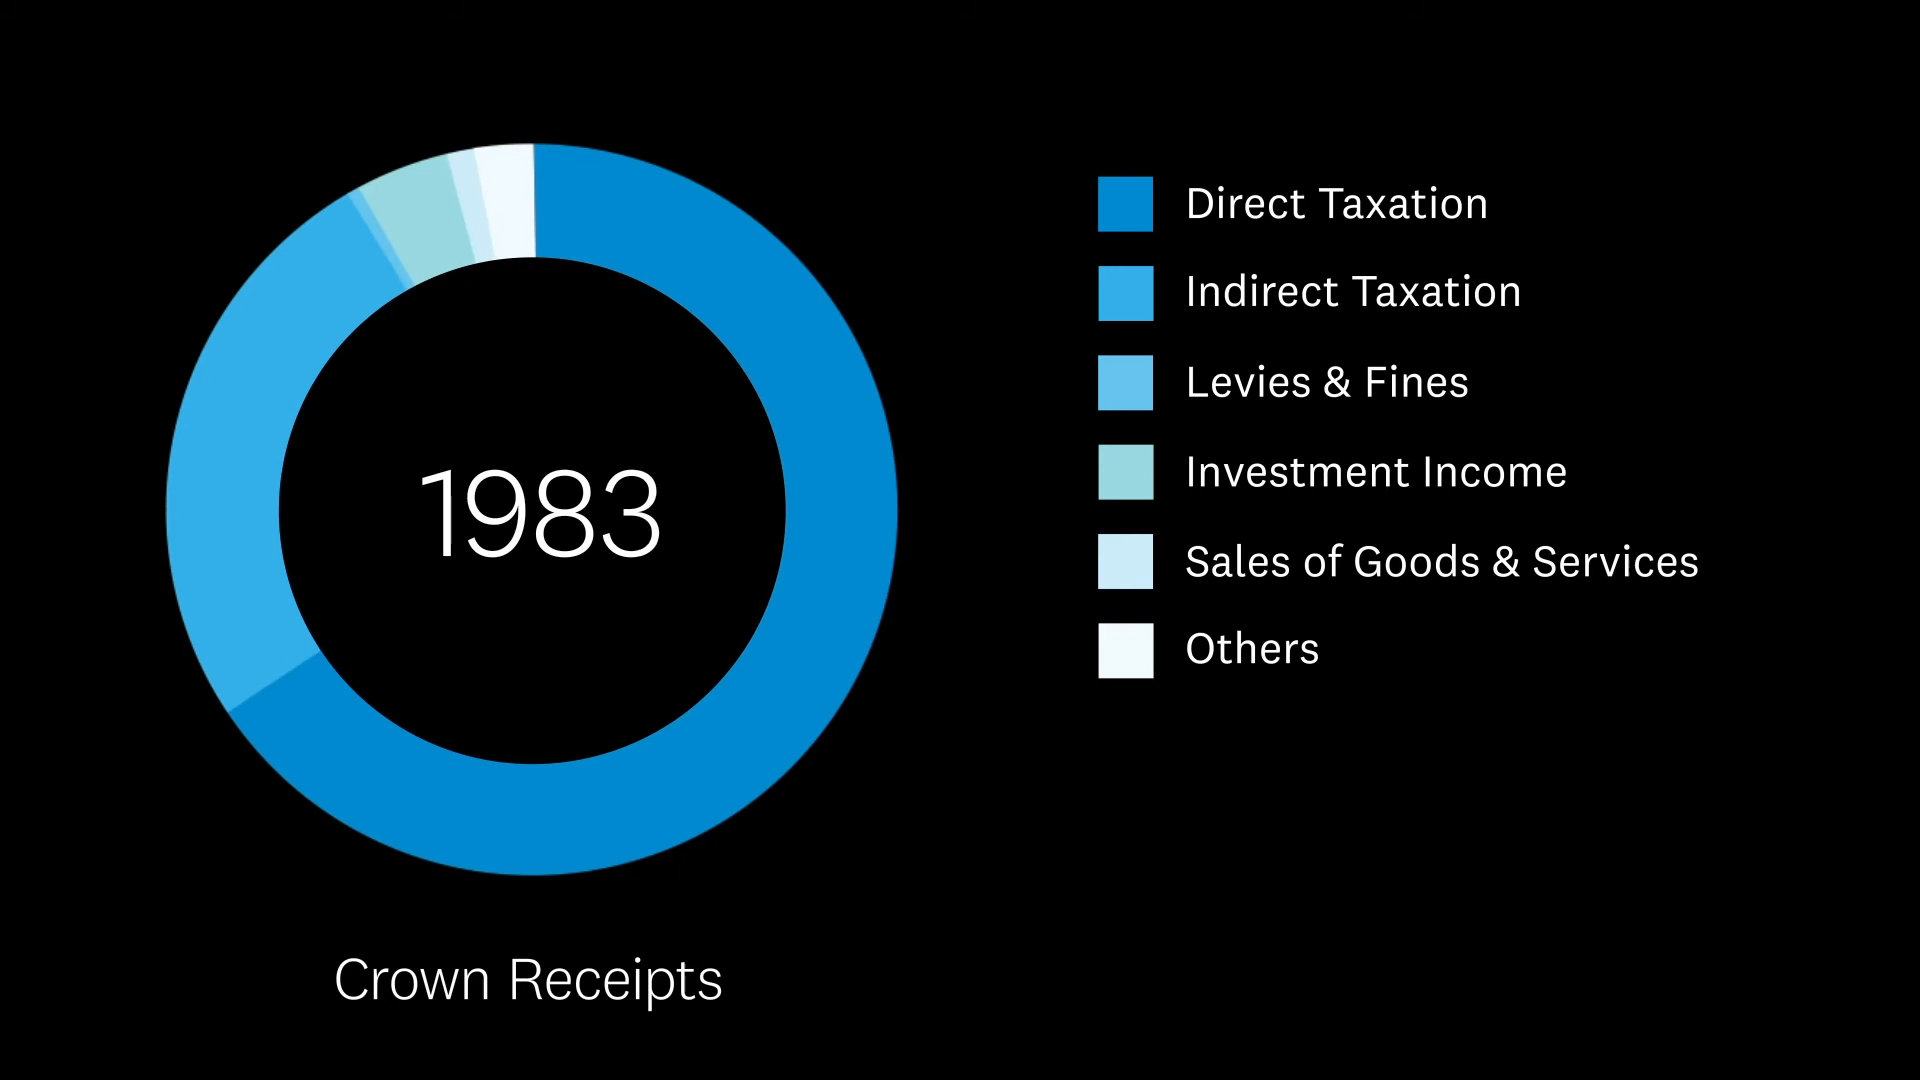 1983
Crown Receipts
Direct Taxation
Indirect Taxation
Levies & Fines
Investment Income
Sales of Goods & Services
Others